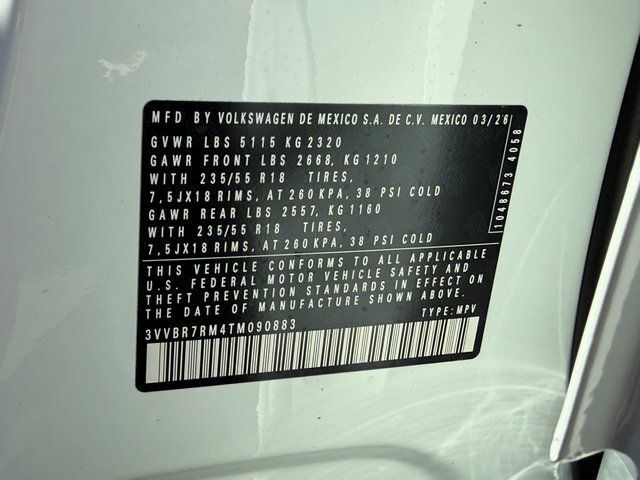 MFD BY VOLKSWAGEN DE MEXICO S.A. DE C.V. MEXICO 03/26
GVWR LBS 5115 KG 2320
GAWR FRONT LBS 2668, KG 1210
WITH 235/55 R18 TIRES,
7,5JX18 RIMS, AT 260 KPA, 38 PSI COLD
GAWR REAR LBS 2557, KG 1160
WITH 235/55 R18 TIRES,
7,5JX18 RIMS, AT 260 KPA, 38 PSI COLD
1048673 4058
THIS VEHICLE CONFORMS TO ALL APPLICABLE
U.S. FEDERAL MOTOR VEHICLE SAFETY AND
THEFT PREVENTION STANDARDS IN EFFECT ON
THE DATE OF MANUFACTURE SHOWN ABOVE.
3VVBR7RM4TM090883 TYPE: MPV